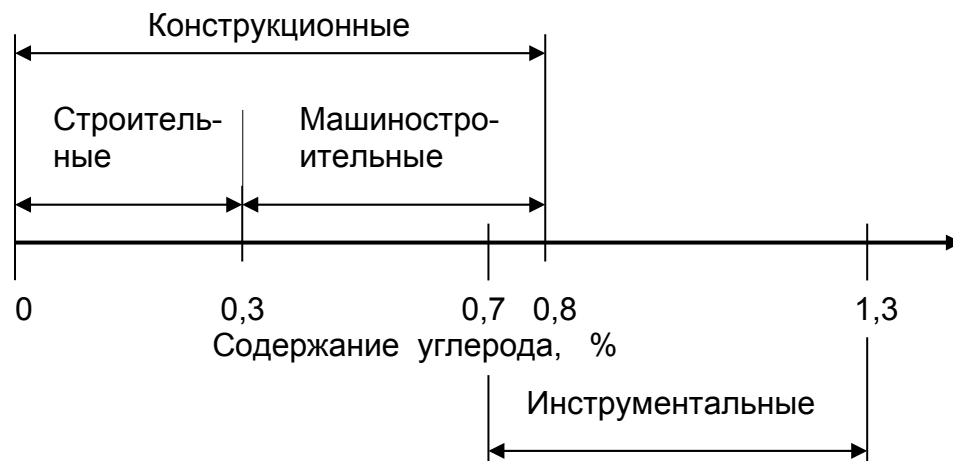 Конструкционные
Строитель-
ные
Машиностро-
ительные
0 0,3 0,7 0,8 1,3
Содержание углерода, %
Инструментальные